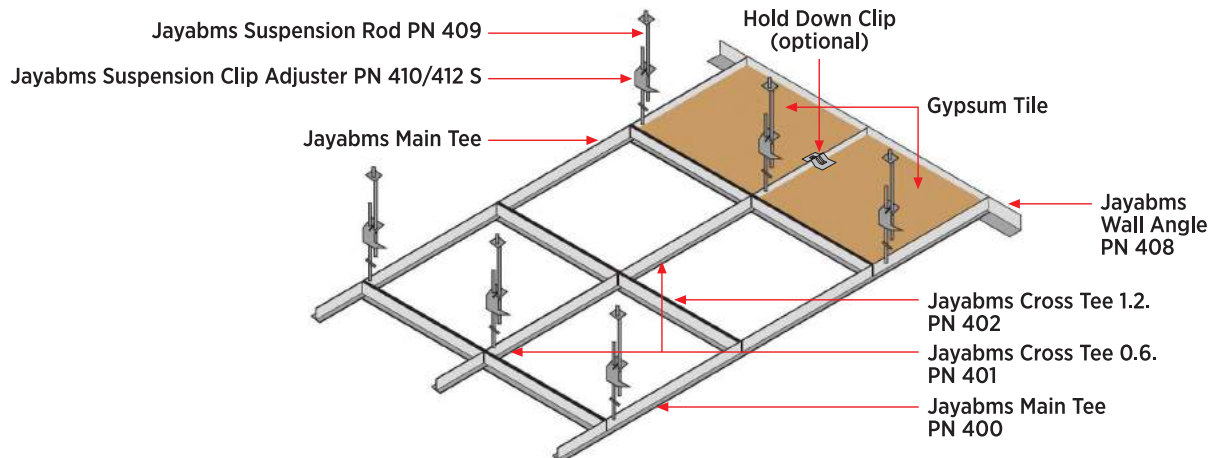 Jayabms Suspension Rod PN 409
Hold Down Clip
(optional)
Jayabms Suspension Clip Adjuster PN 410/412 S
Gypsum Tile
Jayabms Main Tee
Jayabms
Wall Angle
PN 408
Jayabms Cross Tee 1.2.
PN 402
Jayabms Cross Tee 0.6.
PN 401
Jayabms Main Tee
PN 400